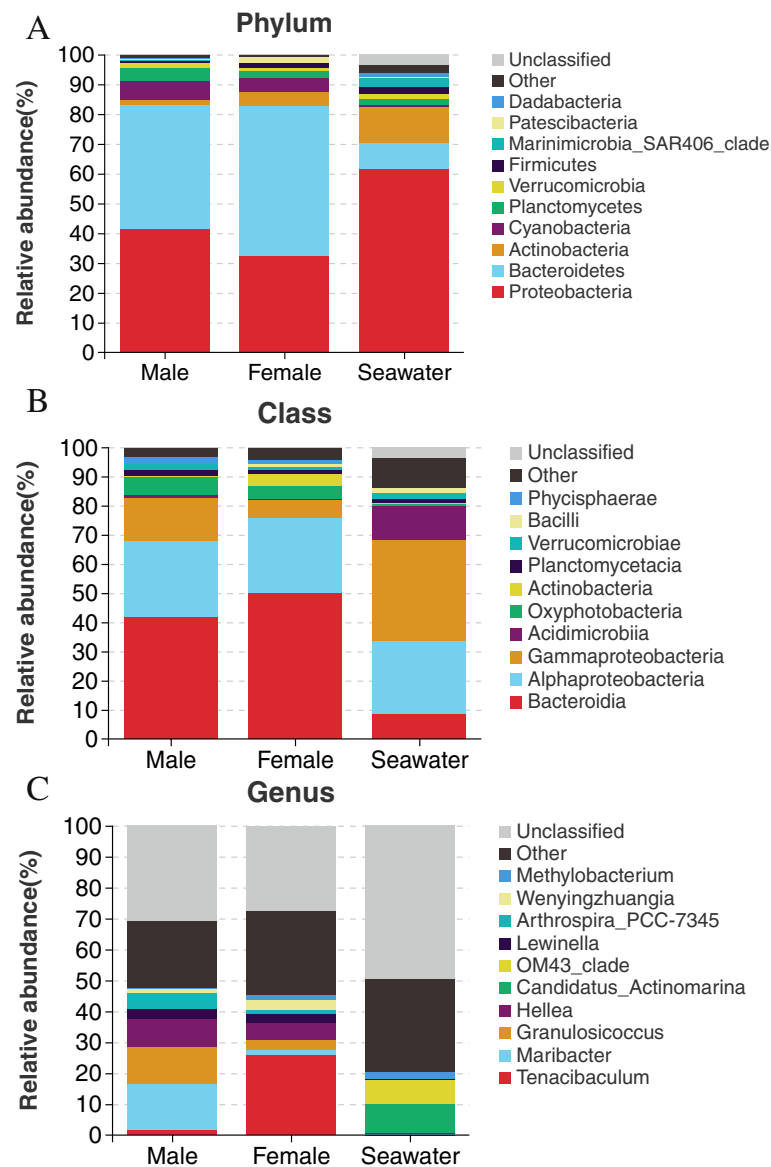 A
Phylum
Relative abundance(%)
100
90
80
70
60
50
40
30
20
10
0
Male
Female
Seawater
Unclassified
Other
Dadabacteria
Patescibacteria
Marinimicrobia_SAR406_clade
Firmicutes
Verrucomicrobia
Planctomycetes
Cyanobacteria
Actinobacteria
Bacteroidetes
Proteobacteria
B
Class
Relative abundance(%)
100
90
80
70
60
50
40
30
20
10
0
Male
Female
Seawater
Unclassified
Other
Phycisphaerae
Bacilli
Verrucomicrobiae
Planctomycetacia
Actinobacteria
Oxyphotobacteria
Acidimicrobiia
Gammaproteobacteria
Alphaproteobacteria
Bacteroidia
C
Genus
Relative abundance(%)
100
90
80
70
60
50
40
30
20
10
0
Male
Female
Seawater
Unclassified
Other
Methylobacterium
Wenyingzhuangia
Arthrospira_PCC-7345
Lewinella
OM43_clade
Candidatus_Actinomarina
Hellea
Granulosicoccus
Maribacter
Tenacibaculum